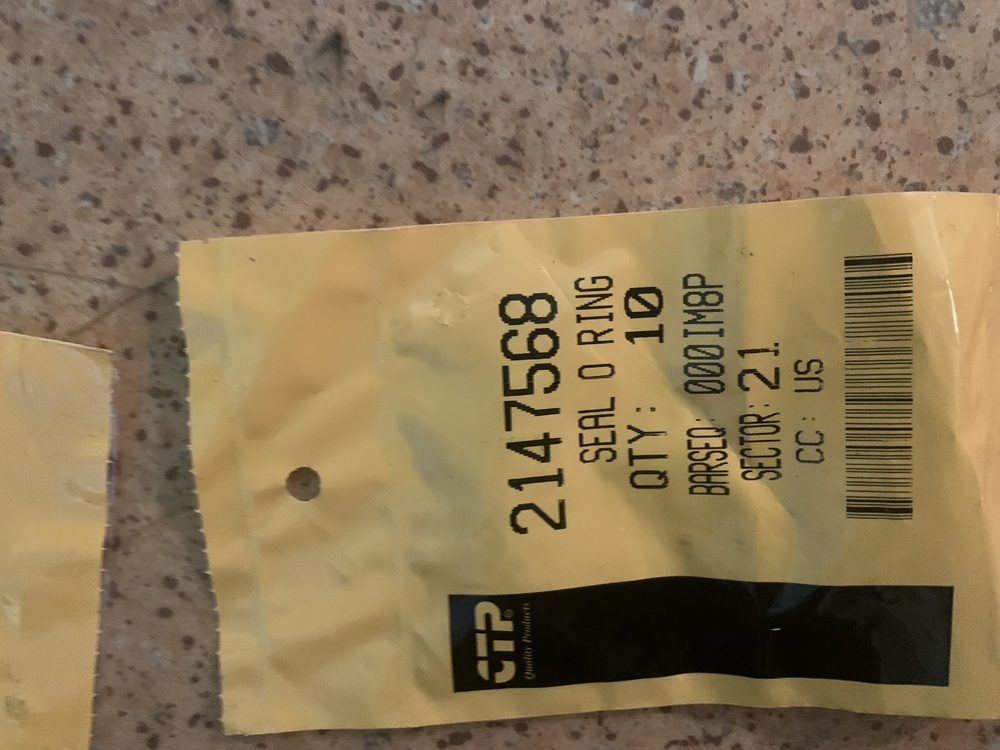 2147568
SEAL O RING
QTY: 10
BARSEQ: 000IM8P
SECTOR: 21.
CC: US
CTP®
Quality Products